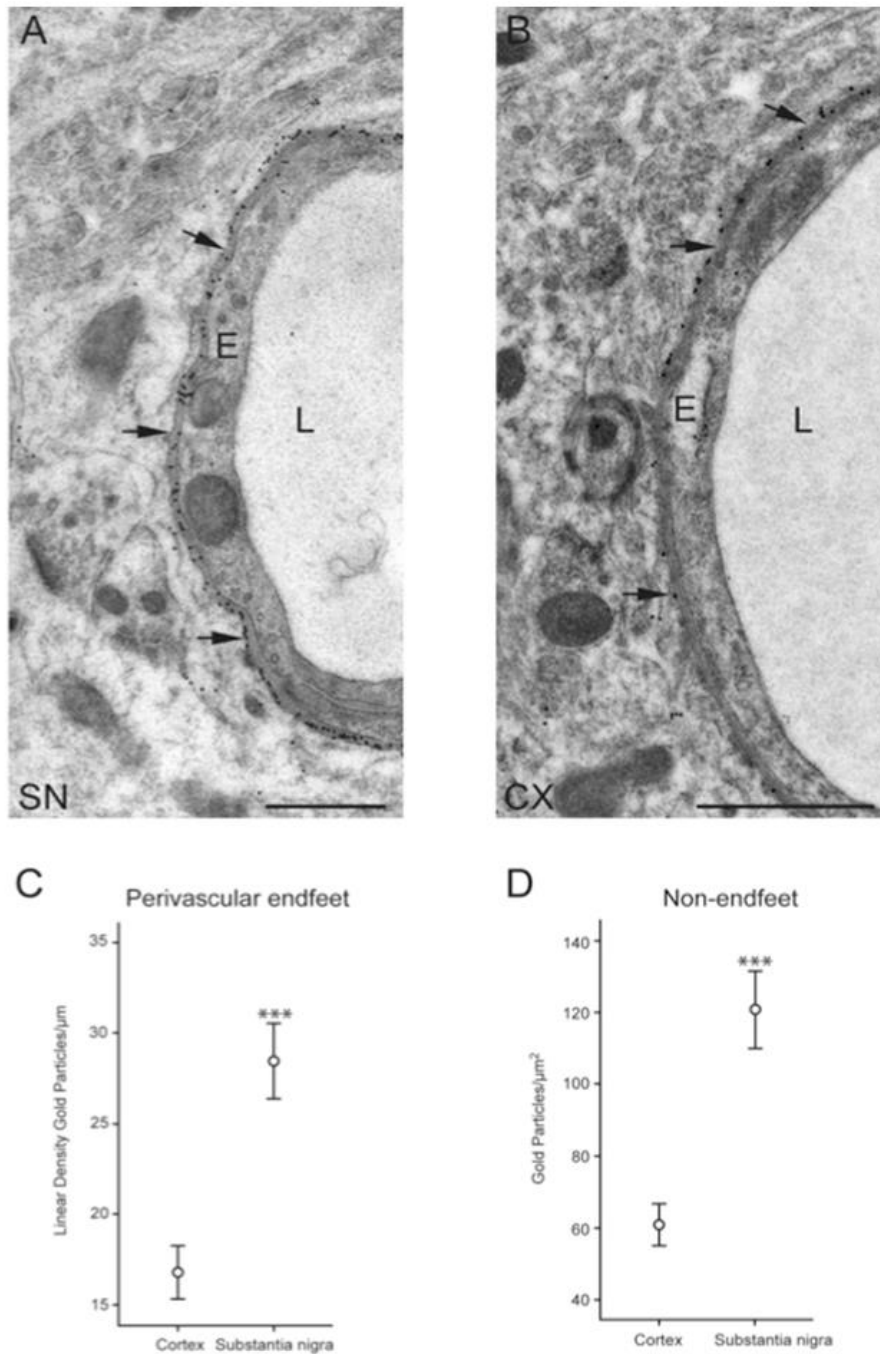 A
E
L
SN
B
E
L
CX
C
Perivascular endfeet
Linear Density Gold Particles/µm
35
30
25
20
15
Cortex
Substantia nigra
***
D
Non-endfeet
Gold Particles/µm²
140
120
100
80
60
40
Cortex
Substantia nigra
***